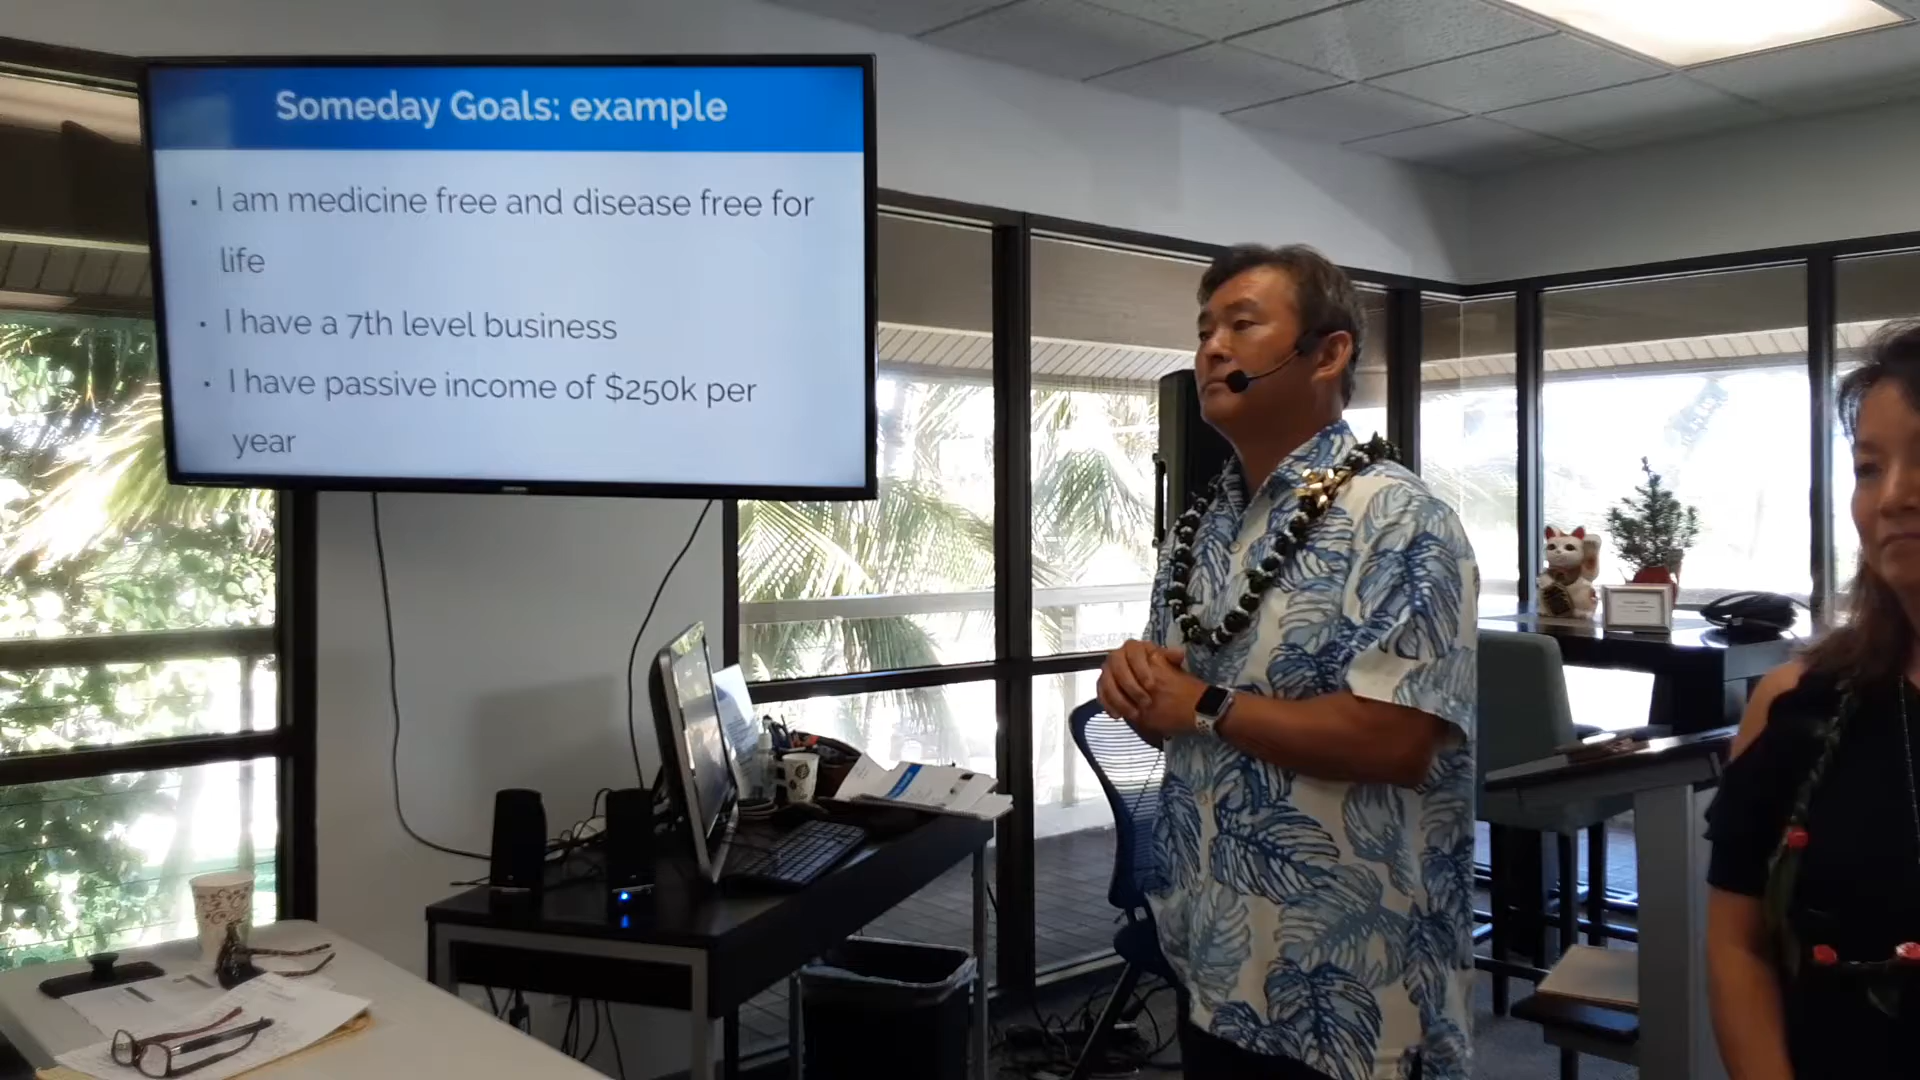 Someday Goals: example
• I am medicine free and disease free for
life
• I have a 7th level business
• I have passive income of $250k per
year